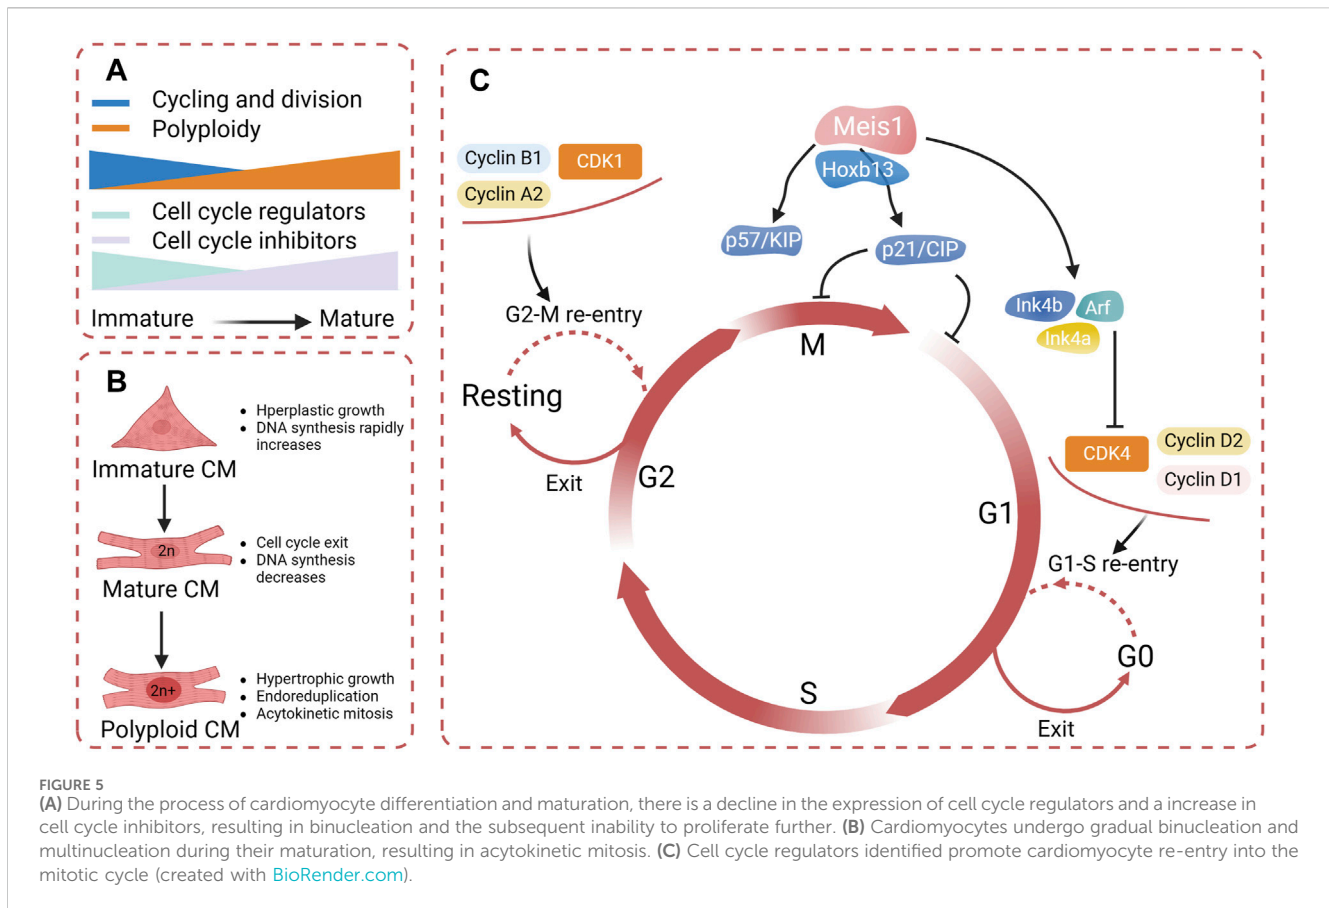 A
Cycling and division
Polyploidy
Cell cycle regulators
Cell cycle inhibitors
Immature
Mature
B
Hperplastic growth
DNA synthesis rapidly
increases
Immature CM
2n
Cell cycle exit
DNA synthesis
decreases
Mature CM
2n+
Hypertrophic growth
Endoreduplication
Acytokinetic mitosis
Polyploid CM
C
Cyclin B1
CDK1
Cyclin A2
G2-M re-entry
Resting
Exit
G2
Meis1
Hoxb13
p57/KIP
p21/CIP
M
Ink4b
Arf
Ink4a
CDK4
Cyclin D2
Cyclin D1
G1
G1-S re-entry
G0
Exit
S
FIGURE 5
(A) During the process of cardiomyocyte differentiation and maturation, there is a decline in the expression of cell cycle regulators and a increase in
cell cycle inhibitors, resulting in binucleation and the subsequent inability to proliferate further. (B) Cardiomyocytes undergo gradual binucleation and
multinucleation during their maturation, resulting in acytokinetic mitosis. (C) Cell cycle regulators identified promote cardiomyocyte re-entry into the
mitotic cycle (created with BioRender.com).